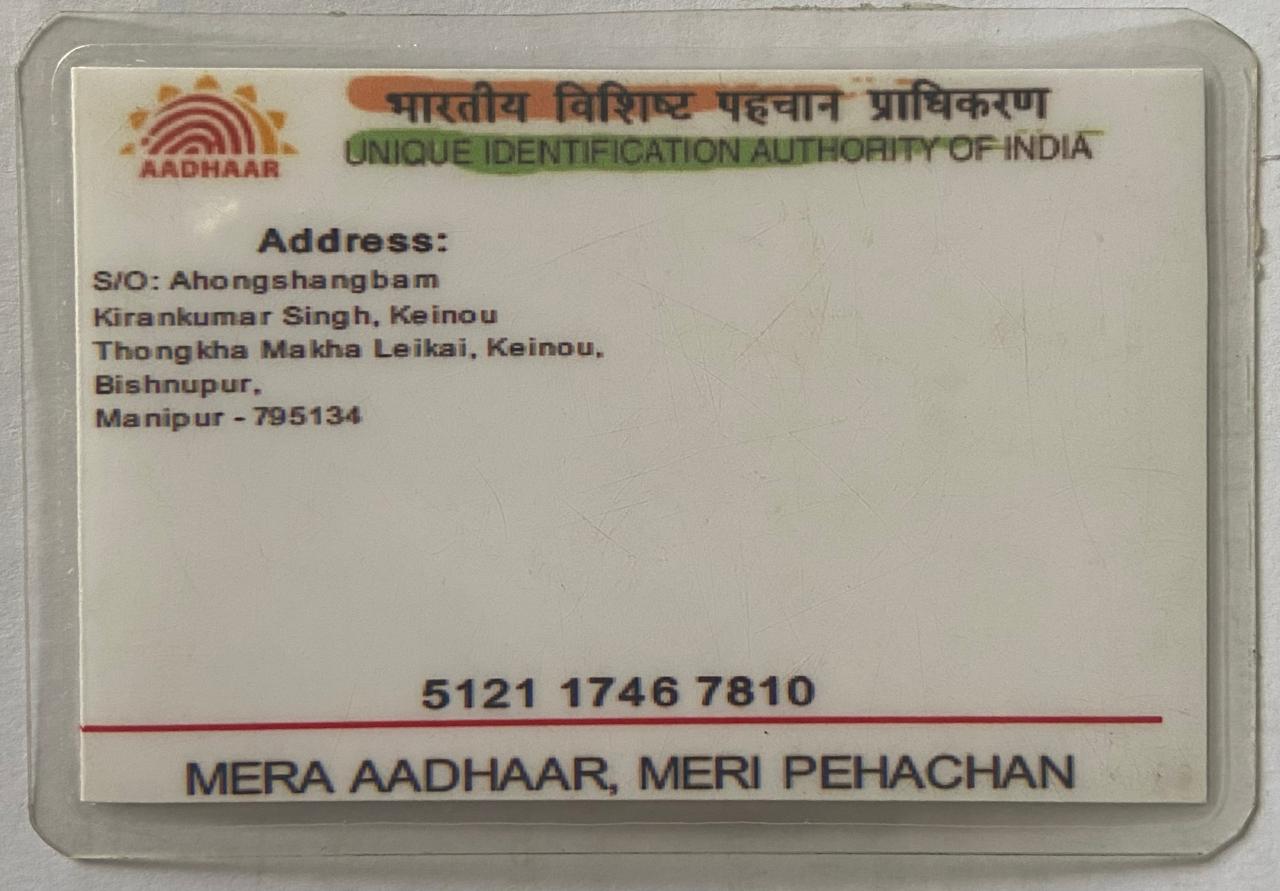 AADHAAR
भारतीय विशिष्ट पहचान प्राधिकरण
UNIQUE IDENTIFICATION AUTHORITY OF INDIA
Address:
S/O: Ahongshangbam
Kirankumar Singh, Keinou
Thongkha Makha Leikai, Keinou,
Bishnupur,
Manipur - 795134
5121 1746 7810
MERA AADHAAR, MERI PEHACHAN